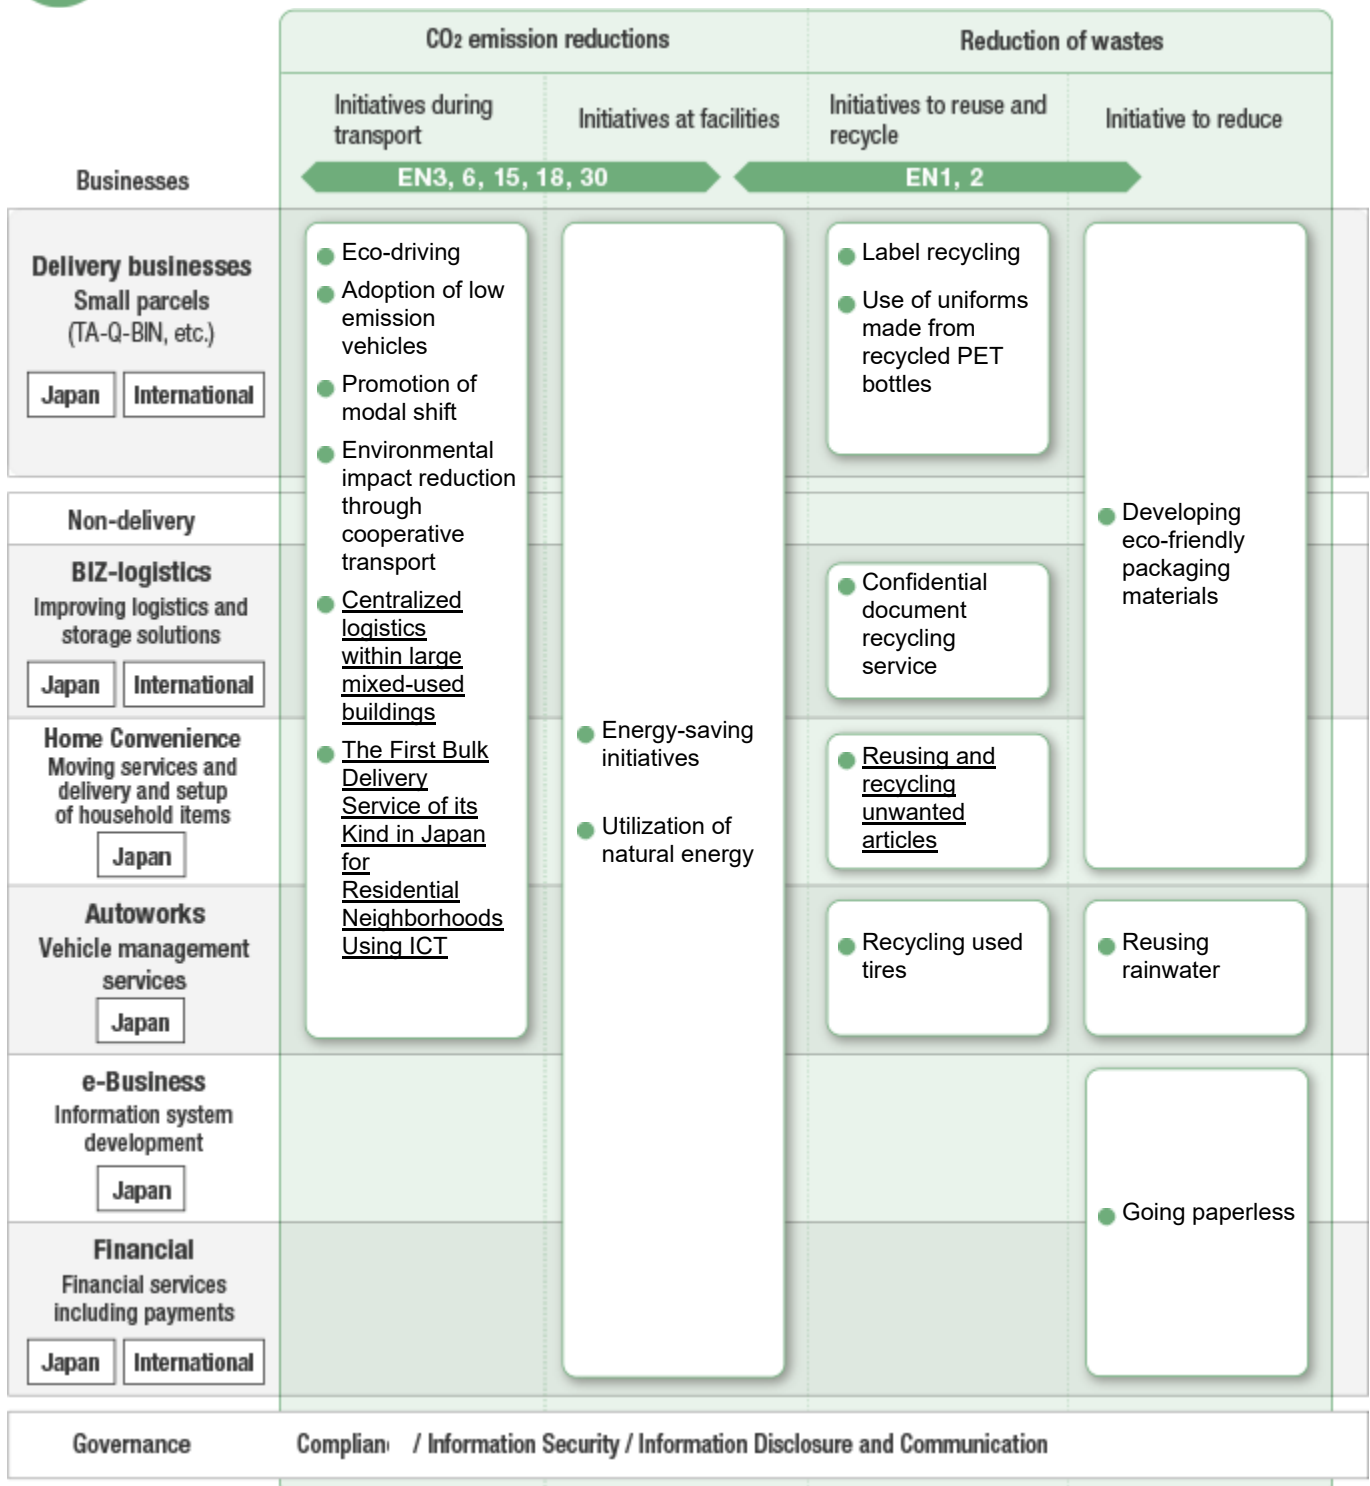 CO2 emission reductions
Reduction of wastes
Initiatives during
transport
Initiatives at facilities
Initiatives to reuse and
recycle
Initiative to reduce
Businesses
EN3, 6, 15, 18, 30
EN1, 2
Delivery businesses
Small parcels
(TA-Q-BIN, etc.)
Japan
International
Eco-driving
Adoption of low
emission
vehicles
Promotion of
modal shift
Environmental
impact reduction
through
cooperative
transport
Centralized
logistics
within large
mixed-used
buildings
The First Bulk
Delivery
Service of its
Kind in Japan
for
Residential
Neighborhoods
Using ICT
Energy-saving
initiatives
Utilization of
natural energy
Label recycling
Use of uniforms
made from
recycled PET
bottles
Developing
eco-friendly
packaging
materials
Non-delivery
BIZ-logistics
Improving logistics and
storage solutions
Japan
International
Confidential
document
recycling
service
Home Convenience
Moving services and
delivery and setup
of household items
Japan
Reusing and
recycling
unwanted
articles
Autoworks
Vehicle management
services
Japan
Recycling used
tires
Reusing
rainwater
e-Business
Information system
development
Japan
Going paperless
Financial
Financial services
including payments
Japan
International
Governance
/ Information Security / Information Disclosure and Communication